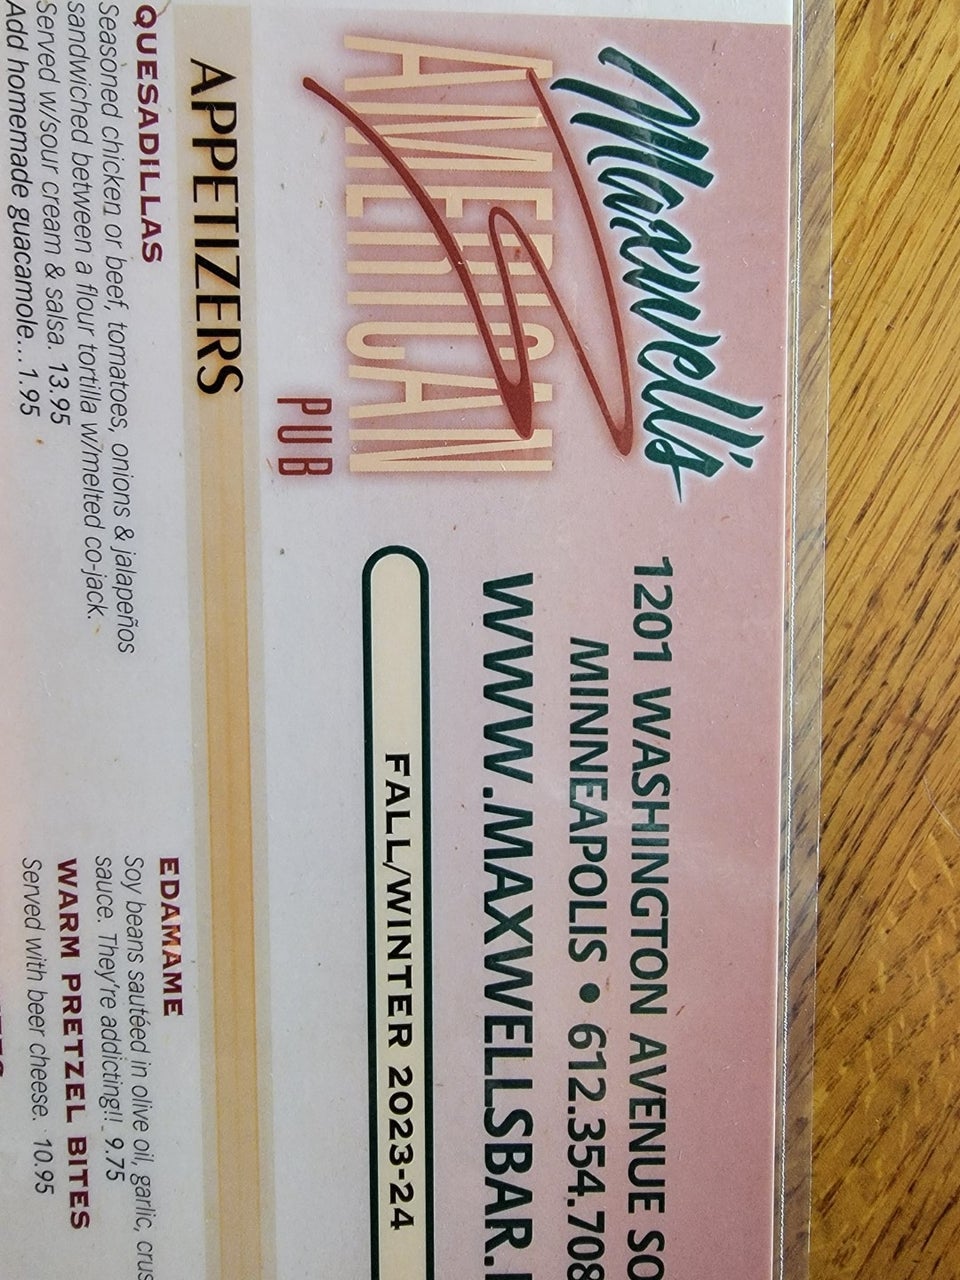 Maxwell's
AMERICAN
PUB
1201 WASHINGTON AVENUE SO
MINNEAPOLIS • 612.354.708
WWW.MAXWELLSBAR.
FALL/WINTER 2023-24
APPETIZERS
QUESADILLAS
Seasoned chicken or beef, tomatoes, onions & jalapeños
sandwiched between a flour tortilla w/melted co-jack.
Served w/sour cream & salsa. 13.95
Add homemade guacamole...1.95
EDAMAME
Soy beans sautéed in olive oil, garlic, crus
sauce. They're addicting!! 9.75
WARM PRETZEL BITES
Served with beer cheese. 10.95